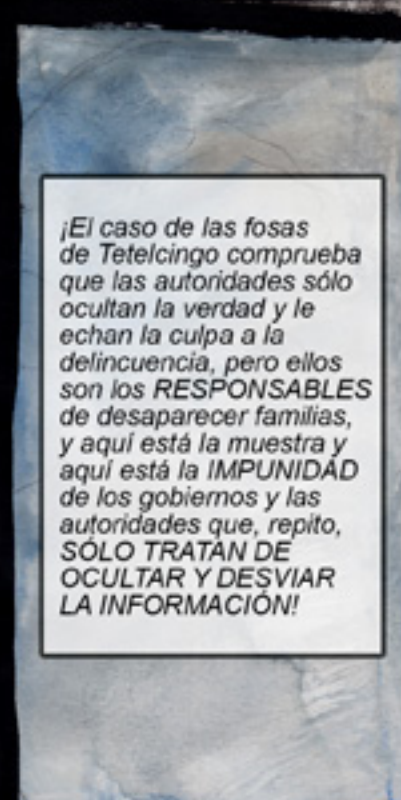 ¡El caso de las fosas
de Tetelcingo comprueba
que las autoridades sólo
ocultan la verdad y le
echan la culpa a la
delincuencia, pero ellos
son los RESPONSABLES
de desaparecer familias,
y aquí está la muestra y
aquí está la IMPUNIDAD
de los gobiernos y las
autoridades que, repito,
SÓLO TRATAN DE
OCULTAR Y DESVIAR
LA INFORMACIÓN!